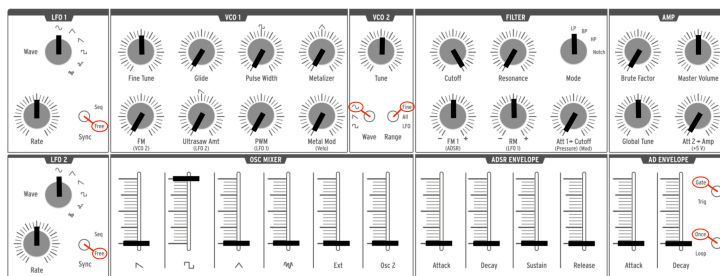 LFO 1
VCO 1
VCO 2
FILTER
AMP
Wave
Fine Tune
Glide
Pulse Width
Metalizer
Tune
Cutoff
Resonance
LP
BP
HP
Notch
Mode
Brute Factor
Master Volume
Rate
Seq
Free
Sync
FM
(VCO 2)
Ultrasaw Amt
(LFO 2)
PWM
(LFO 1)
Metal Mod
(Velo)
Wave
Fine
All
LFO
Range
− +
FM 1
(ADSR)
− +
RM
(LFO 1)
Att 1→ Cutoff
(Pressure) (Mod)
Global Tune
Att 2→ Amp
(+5 V)
LFO 2
OSC MIXER
ADSR ENVELOPE
AD ENVELOPE
Wave
Rate
Seq
Free
Sync
Ext
Osc 2
Attack
Decay
Sustain
Release
Attack
Decay
Gate
Trig
Once
Loop